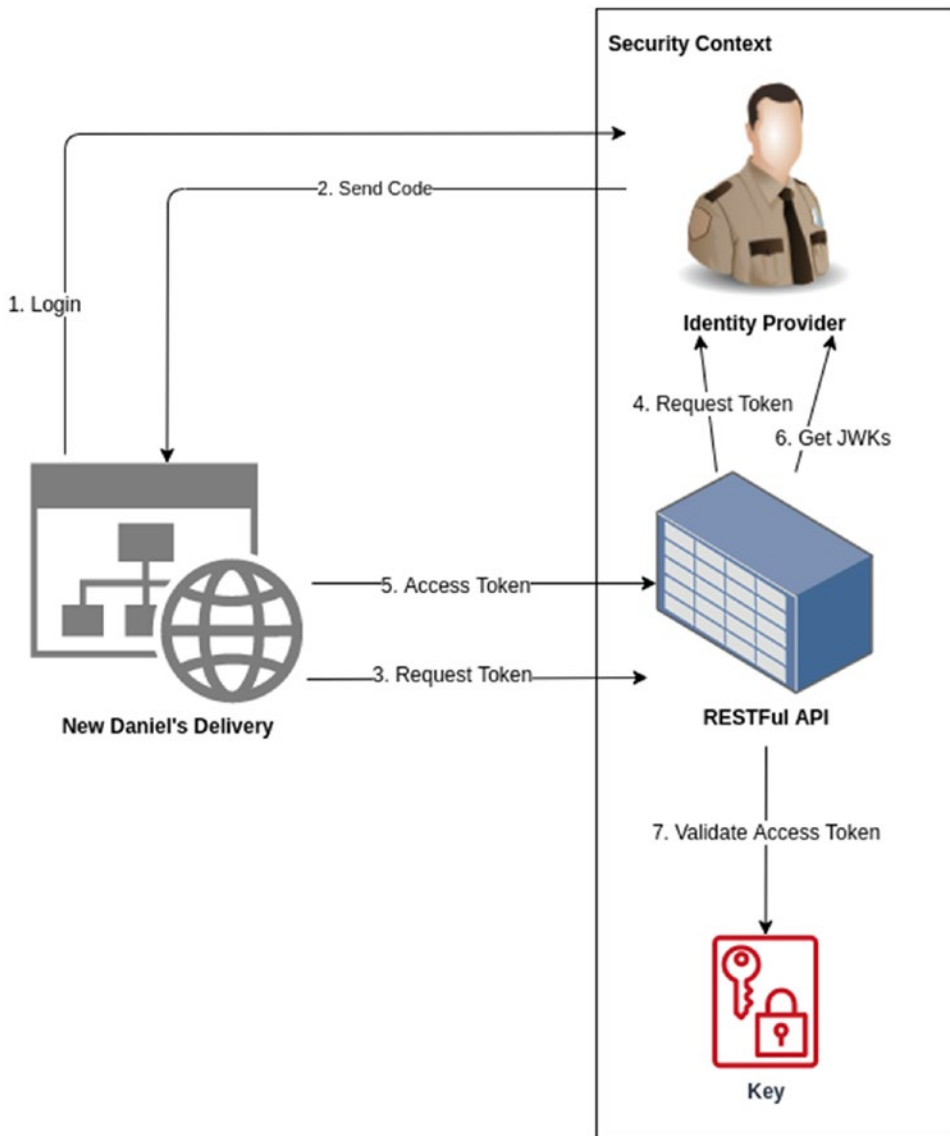 Security Context
2. Send Code
1. Login
Identity Provider
4. Request Token
6. Get JWKs
5. Access Token
3. Request Token
New Daniel's Delivery
RESTFul API
7. Validate Access Token
Key